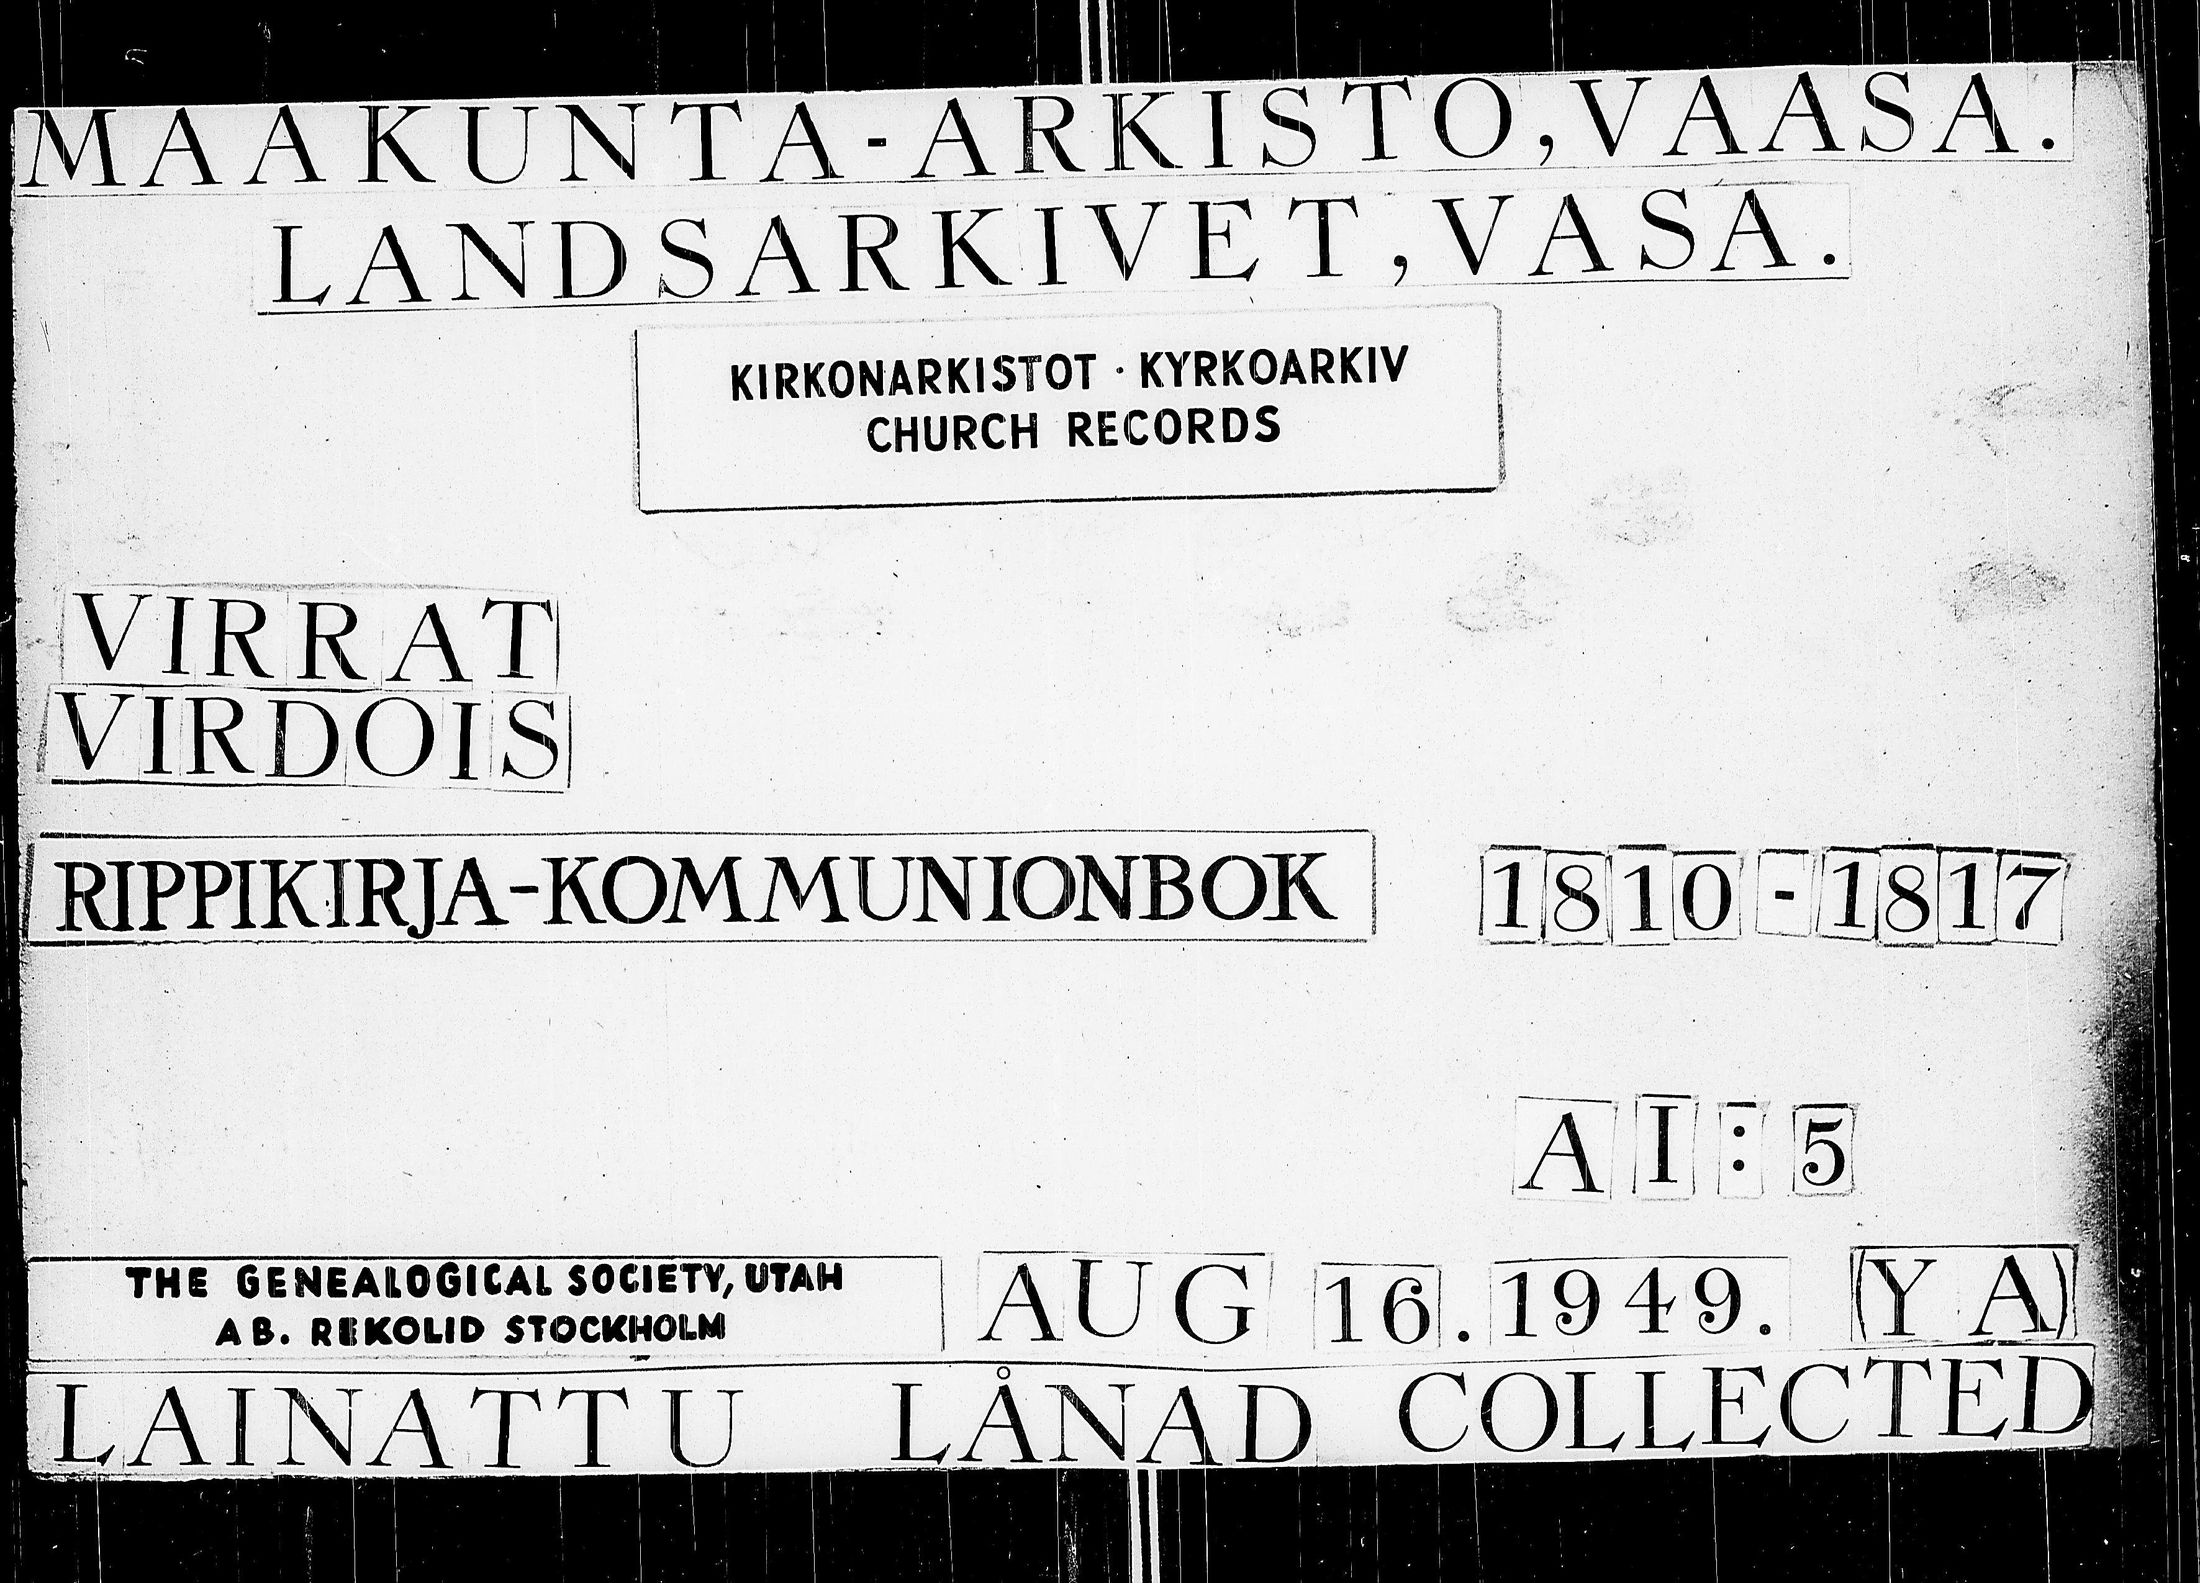 MAAKUNTA-ARKISTO, VAASA.
LANDSARKIVET, VASA.
KIRKONARKISTOT · KYRKOARKIV
CHURCH RECORDS
VIRRAT
VIRDOIS
RIPPIKIRJA-KOMMUNIONBOK 1810-1817
AI:5
THE GENEALOGICAL SOCIETY, UTAH
AB. REKOLID STOCKHOLM
AUG 16. 1949. (Y A)
LAINATTU LÅNAD COLLECTED